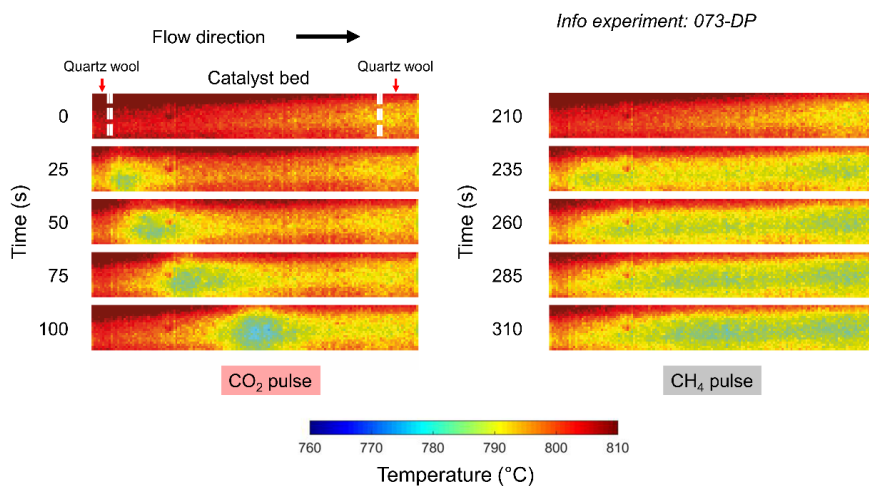 Info experiment: 073-DP
Flow direction
Quartz wool
Catalyst bed
Quartz wool
Time (s)
0
25
50
75
100
CO₂ pulse
Time (s)
210
235
260
285
310
CH₄ pulse
760 770 780 790 800 810
Temperature (°C)